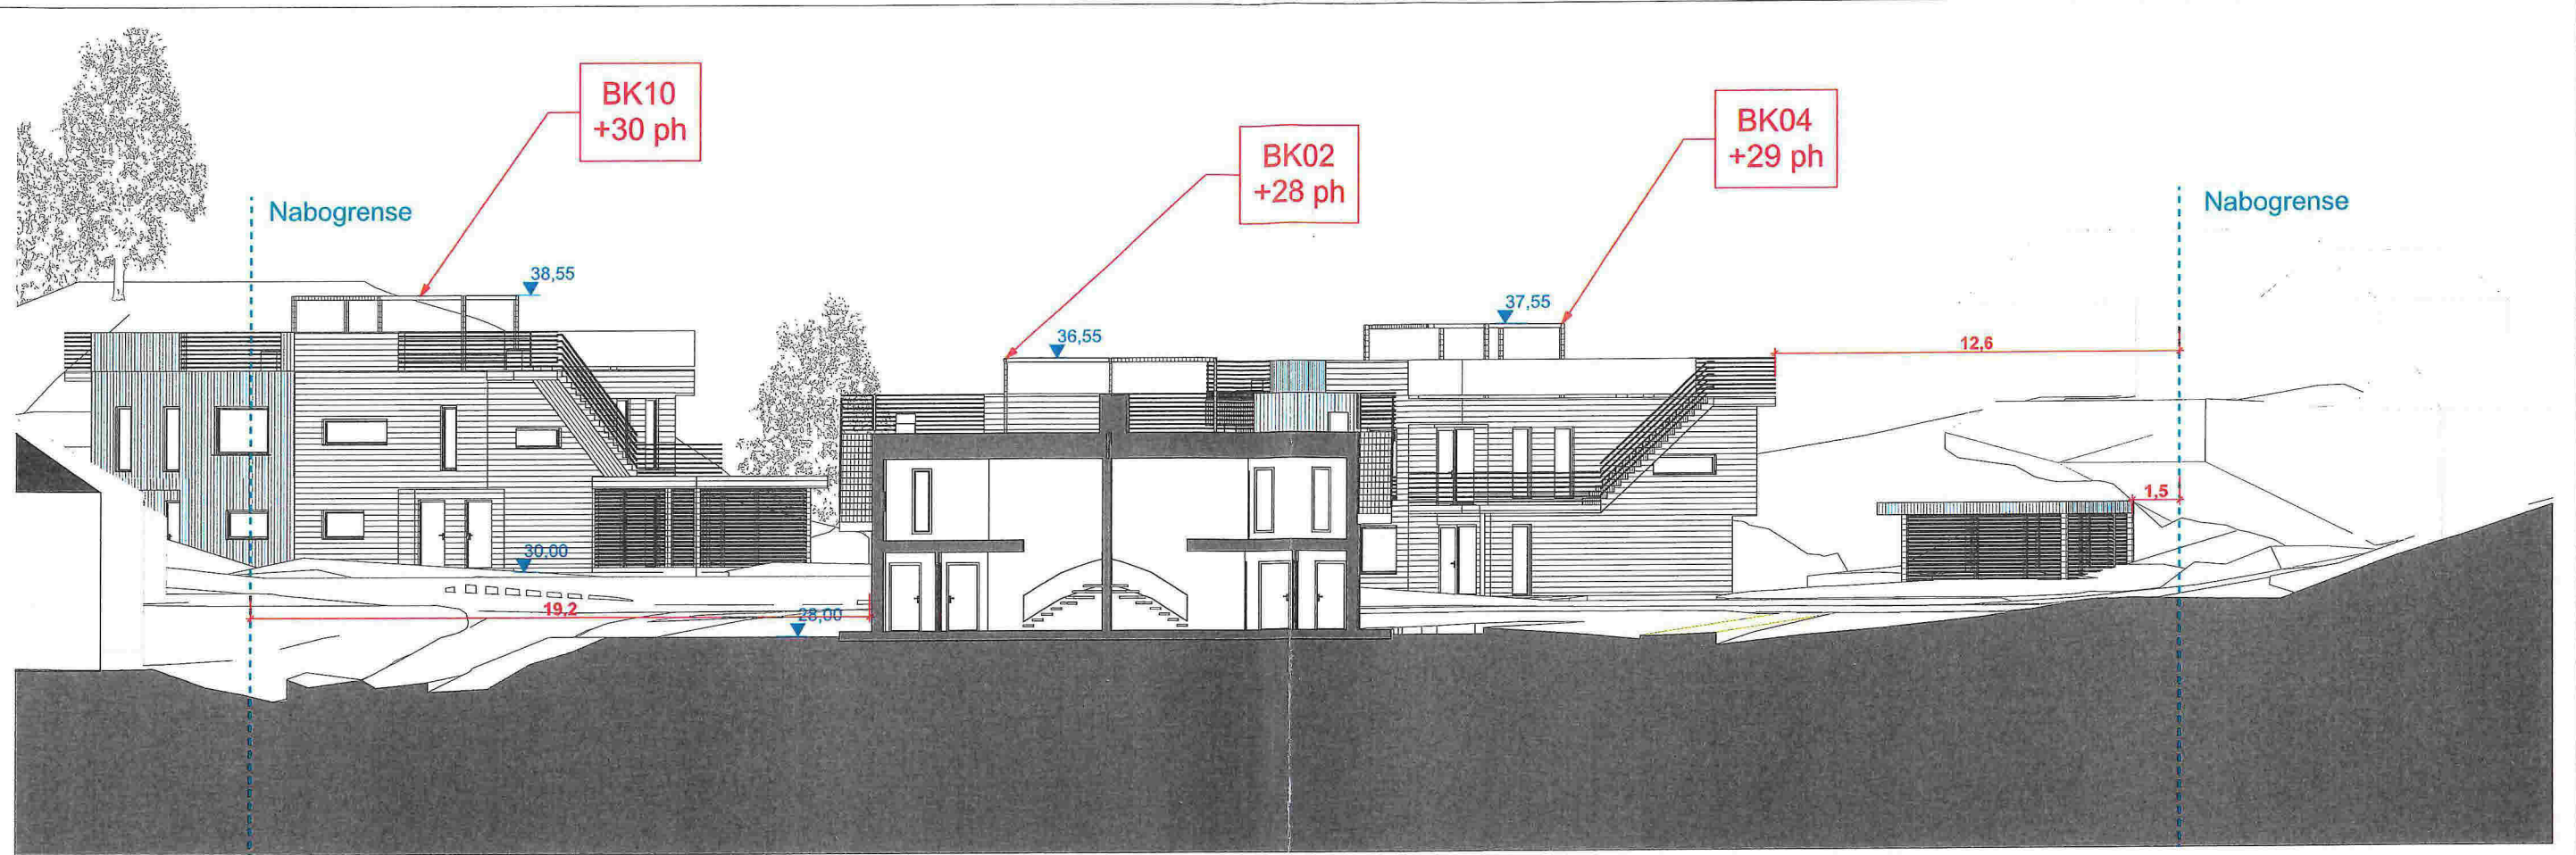 BK10
+30 ph
BK02
+28 ph
BK04
+29 ph
Nabogrense
Nabogrense
38,55
36,55
37,55
12,6
1,5
30,00
19,2
28,00